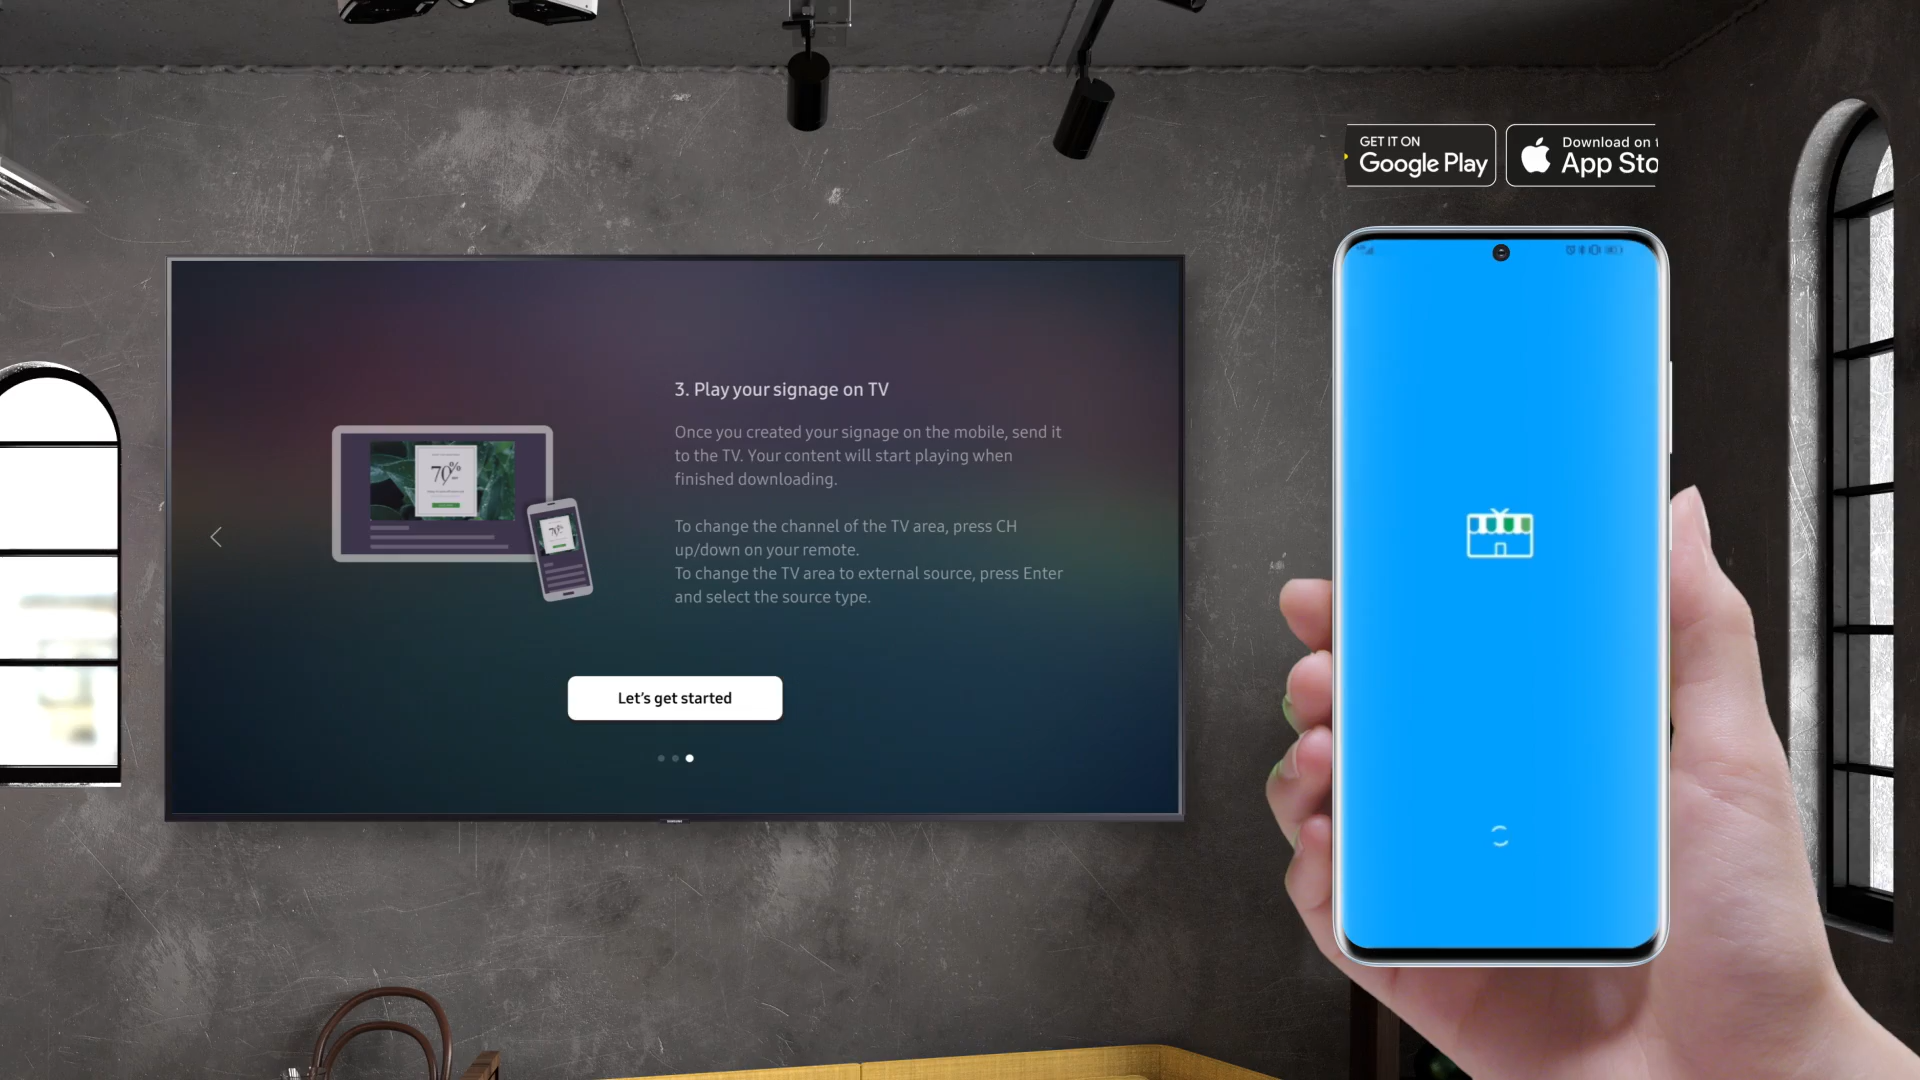 GET IT ON
Google Play
Download on t
App Sto
3. Play your signage on TV
Once you created your signage on the mobile, send it
to the TV. Your content will start playing when
finished downloading.
To change the channel of the TV area, press CH
up/down on your remote.
To change the TV area to external source, press Enter
and select the source type.
70%
70%
Let's get started
SAMSUNG